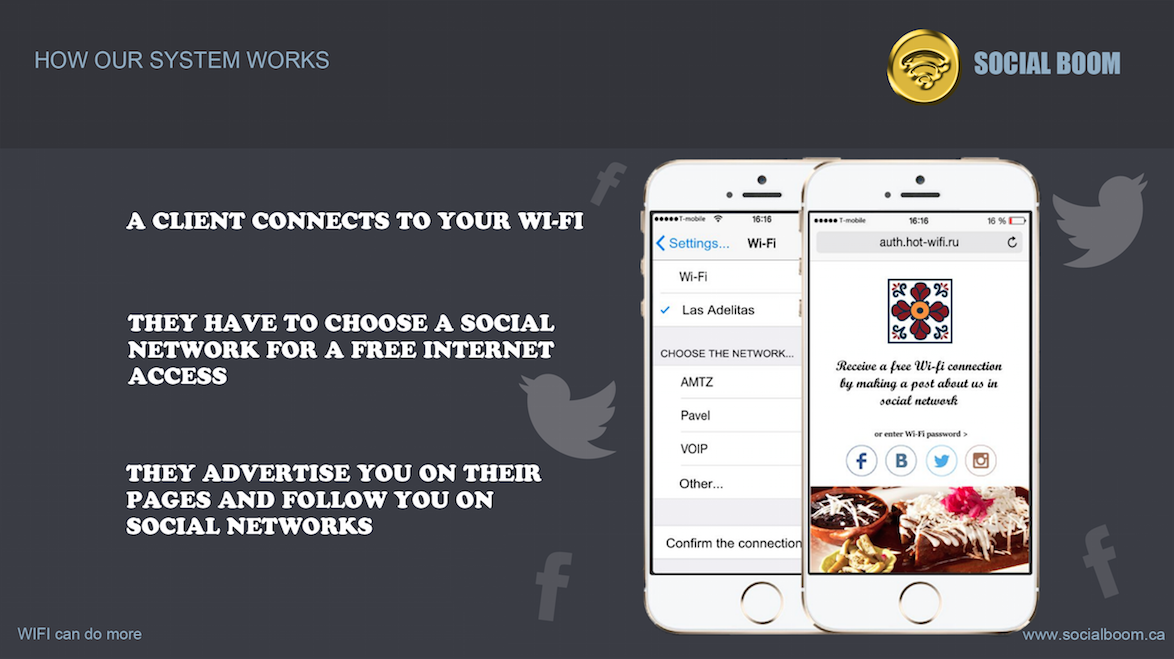 HOW OUR SYSTEM WORKS
SOCIAL BOOM
A CLIENT CONNECTS TO YOUR WI-FI
THEY HAVE TO CHOOSE A SOCIAL
NETWORK FOR A FREE INTERNET
ACCESS
THEY ADVERTISE YOU ON THEIR
PAGES AND FOLLOW YOU ON
SOCIAL NETWORKS
T-mobile 16:16
Settings... Wi-Fi
Wi-Fi
Las Adelitas
CHOOSE THE NETWORK...
AMTZ
Pavel
VOIP
Other...
Confirm the connection
T-mobile 16:16 16 %
auth.hot-wifi.ru
Receive a free Wi-fi connection
by making a post about us in
social network
or enter Wi-Fi password >
WIFI can do more
www.socialboom.ca